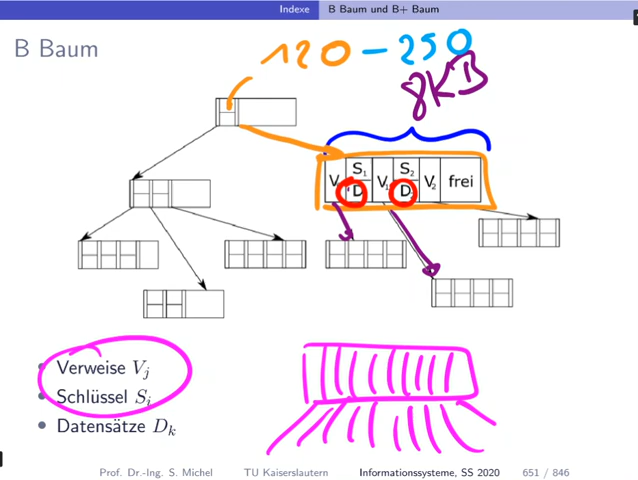 Indexe B Baum und B+ Baum
B Baum
120 - 250
8KB
S1 S2
V V1 V2 frei
D D
• Verweise Vj
• Schlüssel Si
• Datensätze Dk
Prof. Dr.-Ing. S. Michel TU Kaiserslautern Informationssysteme, SS 2020 651 / 846